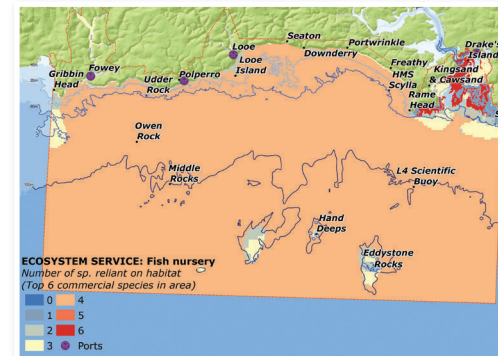 Seaton
Portwrinkle
Drake's
Island
Looe
Downderry
Looe
Island
Freathy
Kingsand
& Cawsand
Fowey
Polperro
HMS
Scylla
Gribbin
Head
Udder
Rock
Rame
Head
Owen
Rock
Middle
Rocks
L4 Scientific
Buoy
Hand
Deeps
Eddystone
Rocks
ECOSYSTEM SERVICE: Fish nursery
Number of sp. reliant on habitat
(Top 6 commercial species in area)
0 4
1 5
2 6
3 Ports